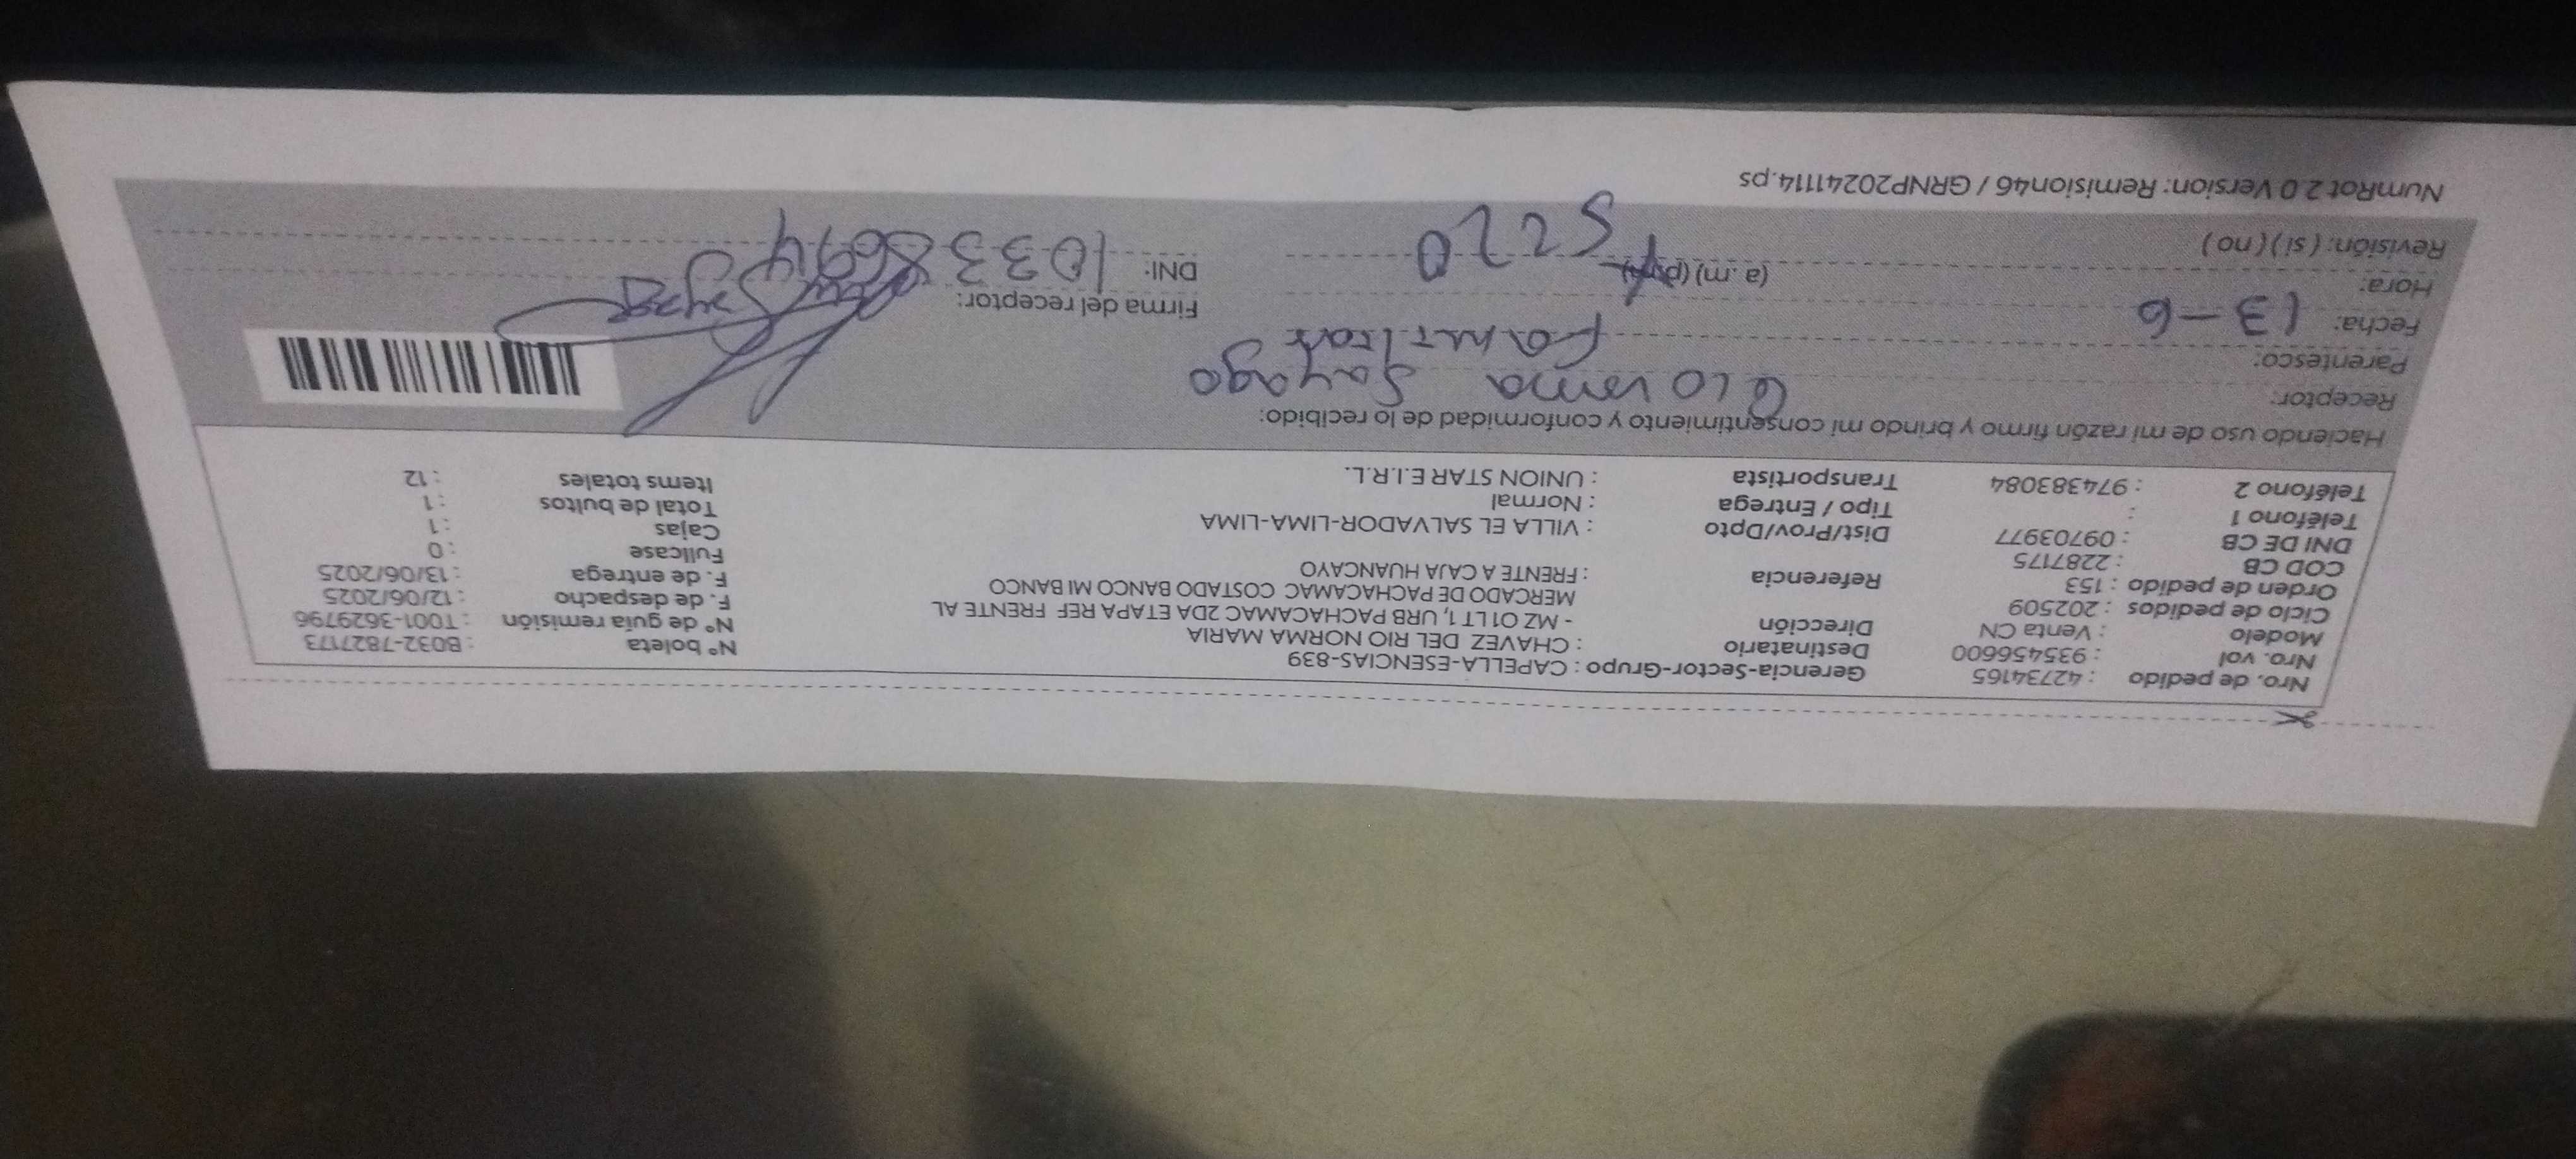 Nro. de pedido : 42734165 Gerencia-Sector-Grupo : CAPELLA-ESENCIAS-839 N° boleta : B032-7827173
Nro. vol : 935456600 Destinatario : CHAVEZ DEL RIO NORMA MARIA N° de guía remisión : T001-3629796
Modelo : Venta CN Dirección - MZ O1 LT 1, URB PACHACAMAC 2DA ETAPA REF FRENTE AL F. de despacho : 12/06/2025
Ciclo de pedidos : 202509 MERCADO DE PACHACAMAC COSTADO BANCO MI BANCO F. de entrega : 13/06/2025
Orden de pedido : 153 Referencia : FRENTE A CAJA HUANCAYO Fullcase : 0
COD CB : 2287175 Dist/Prov/Dpto : VILLA EL SALVADOR-LIMA-LIMA Cajas : 1
DNI DE CB : 09703977 Tipo / Entrega : Normal Total de bultos : 1
Teléfono 1 : Transportista : UNION STAR E.I.R.L. Items totales : 12
Teléfono 2 : 974383084
Haciendo uso de mi razón firmo y brindo mi consentimiento y conformidad de lo recibido:
Receptor: Sayago
Parentesco: familiar
Fecha: 13-6 Firma del receptor:
Hora: (a.m) (p.m) 5220 DNI: 10338694
Revisión: ( si ) ( no )
NumRot 2.0 Version: Remision46 / GRNP20241114.ps